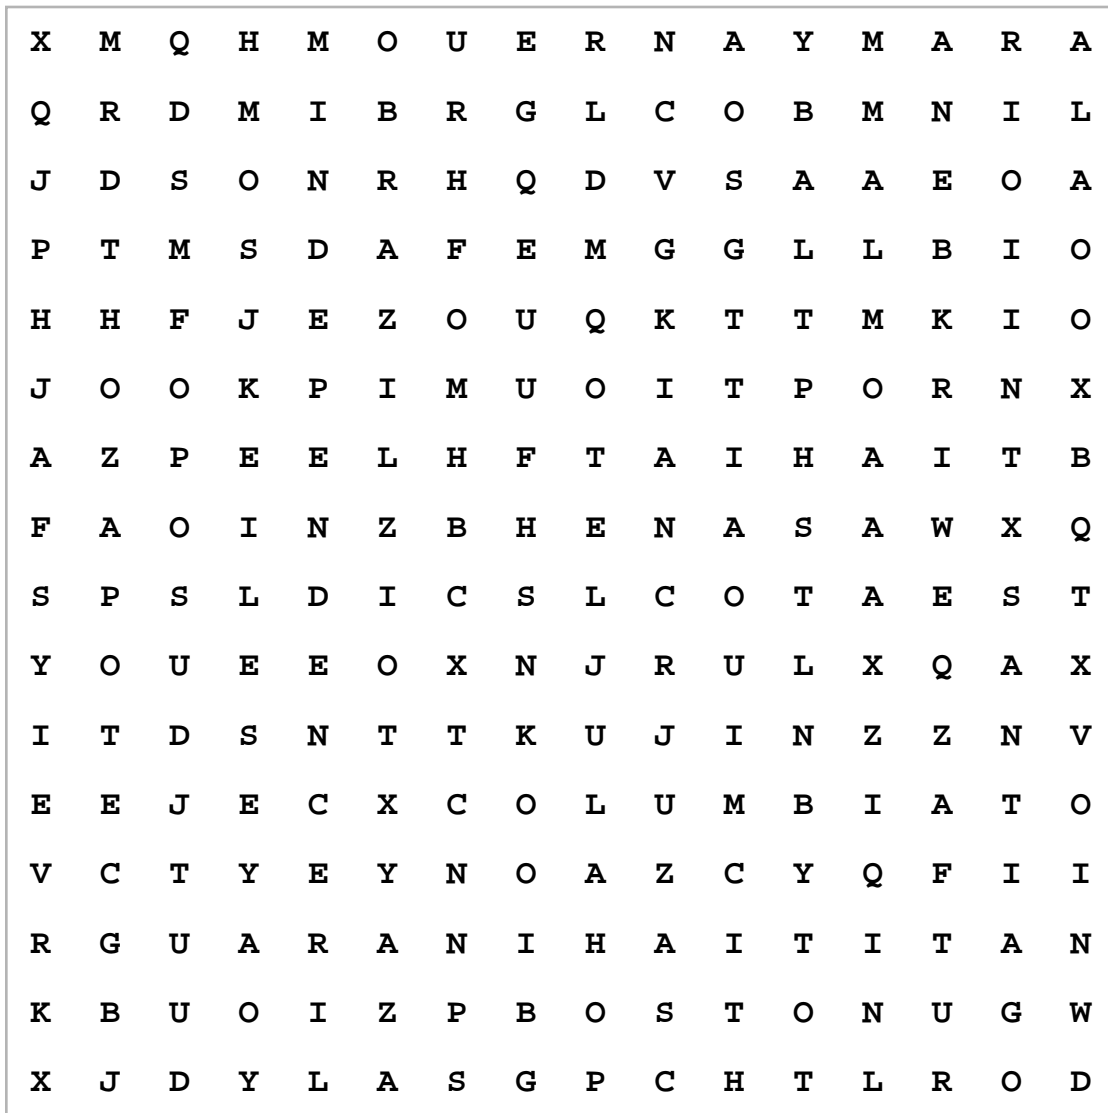 X M Q H M O U E R N A Y M A R A
Q R D M I B R G L C O B M N I L
J D S O N R H Q D V S A A E O A
P T M S D A F E M G G L L B I O
H H F J E Z O U Q K T T M K I O
J O O K P I M U O I T P O R N X
A Z P E E L H F T A I H A I T B
F A O I N Z B H E N A S A W X Q
S P S L D I C S L C O T A E S T
Y O U E E O X N J R U L X Q A X
I T D S N T T K U J I N Z Z N V
E E J E C X C O L U M B I A T O
V C T Y E Y N O A Z C Y Q F I I
R G U A R A N I H A I T I T A N
K B U O I Z P B O S T O N U G W
X J D Y L A S G P C H T L R O D